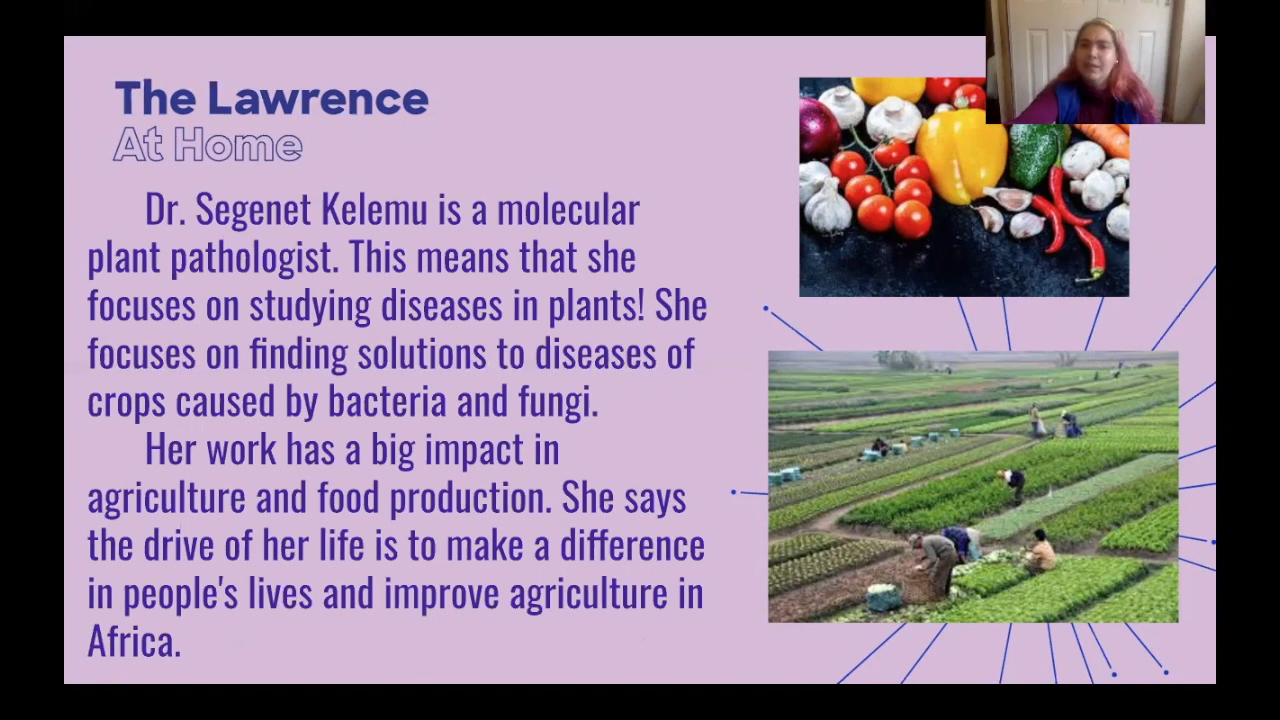 The Lawrence
At Home
Dr. Segenet Kelemu is a molecular
plant pathologist. This means that she
focuses on studying diseases in plants! She
focuses on finding solutions to diseases of
crops caused by bacteria and fungi.
Her work has a big impact in
agriculture and food production. She says
the drive of her life is to make a difference
in people's lives and improve agriculture in
Africa.